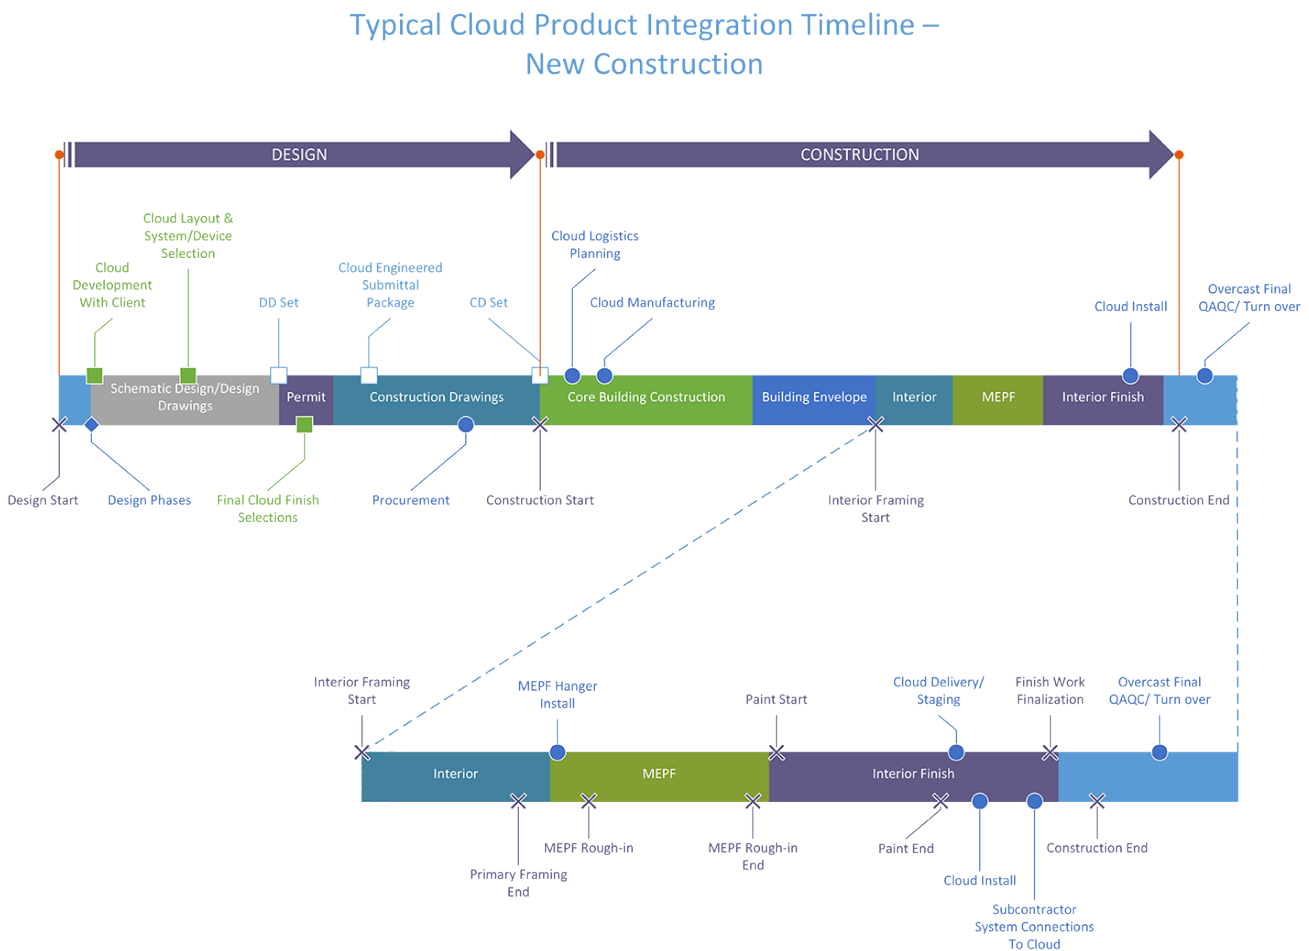 Typical Cloud Product Integration Timeline –
New Construction
DESIGN
CONSTRUCTION
Cloud Layout &
System/Device
Selection
Cloud
Development
With Client
DD Set
Cloud Engineered
Submittal
Package
CD Set
Cloud Logistics
Planning
Cloud Manufacturing
Cloud Install
Overcast Final
QAQC/ Turn over
Schematic Design/Design
Drawings
Permit
Construction Drawings
Core Building Construction
Building Envelope
Interior
MEPF
Interior Finish
Design Start
Design Phases
Final Cloud Finish
Selections
Procurement
Construction Start
Interior Framing
Start
Construction End
Interior Framing
Start
MEPF Hanger
Install
Paint Start
Cloud Delivery/
Staging
Finish Work
Finalization
Overcast Final
QAQC/ Turn over
Interior
MEPF
Interior Finish
Primary Framing
End
MEPF Rough-in
MEPF Rough-in
End
Paint End
Cloud Install
Subcontractor
System Connections
To Cloud
Construction End